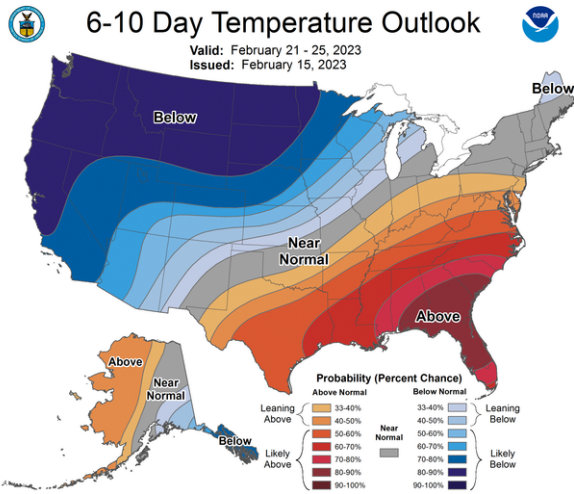 6-10 Day Temperature Outlook
NOAA
Valid: February 21 - 25, 2023
Issued: February 15, 2023
Below
Below
Near
Normal
Above
Above
Near
Normal
Below
Probability (Percent Chance)
Above Normal
Below Normal
Leaning
Above
33-40%
40-50%
Likely
Above
50-60%
60-70%
70-80%
80-90%
90-100%
Near
Normal
33-40%
40-50%
Leaning
Below
50-60%
60-70%
70-80%
80-90%
90-100%
Likely
Below